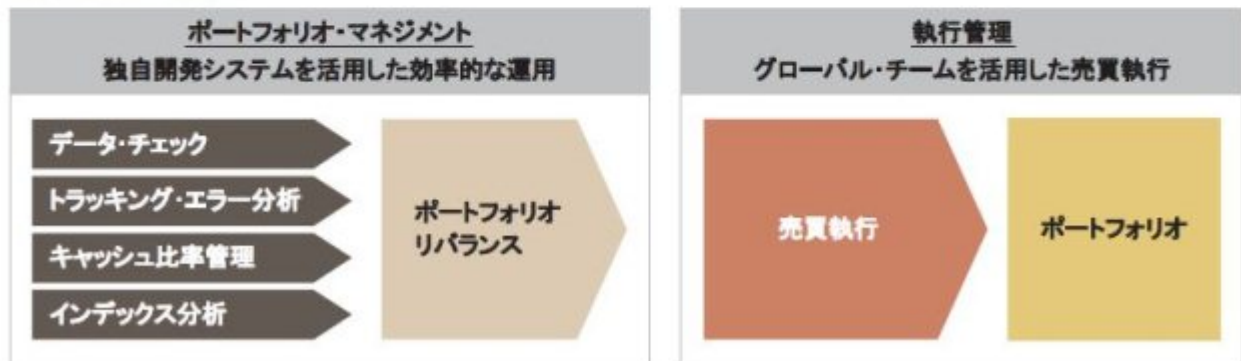 ポートフォリオ・マネジメント
独自開発システムを活用した効率的な運用
データ・チェック
トラッキング・エラー分析
キャッシュ比率管理
インデックス分析
ポートフォリオ
リバランス
執行管理
グローバル・チームを活用した売買執行
売買執行
ポートフォリオ